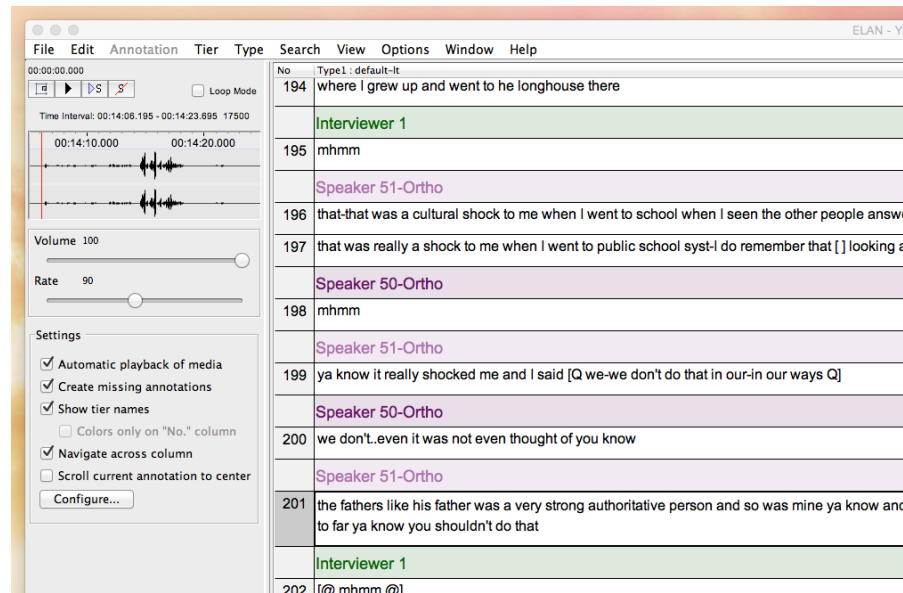 ELAN - Y
File Edit Annotation Tier Type Search View Options Window Help
00:00:00.000
S S
Loop Mode
Time Interval: 00:14:06.195 - 00:14:23.695 17500
00:14:10.000 00:14:20.000
Volume 100
Rate 90
Settings
Automatic playback of media
Create missing annotations
Show tier names
Colors only on "No." column
Navigate across column
Scroll current annotation to center
Configure...
No Type1 : default-lt
194 where I grew up and went to he longhouse there
Interviewer 1
195 mhmm
Speaker 51-Ortho
196 that-that was a cultural shock to me when I went to school when I seen the other people answ
197 that was really a shock to me when I went to public school syst-I do remember that [ ] looking a
Speaker 50-Ortho
198 mhmm
Speaker 51-Ortho
199 ya know it really shocked me and I said [Q we-we don't do that in our-in our ways Q]
Speaker 50-Ortho
200 we don't..even it was not even thought of you know
Speaker 51-Ortho
201 the fathers like his father was a very strong authoritative person and so was mine ya know and
to far ya know you shouldn't do that
Interviewer 1
202 [@ mhmm @]